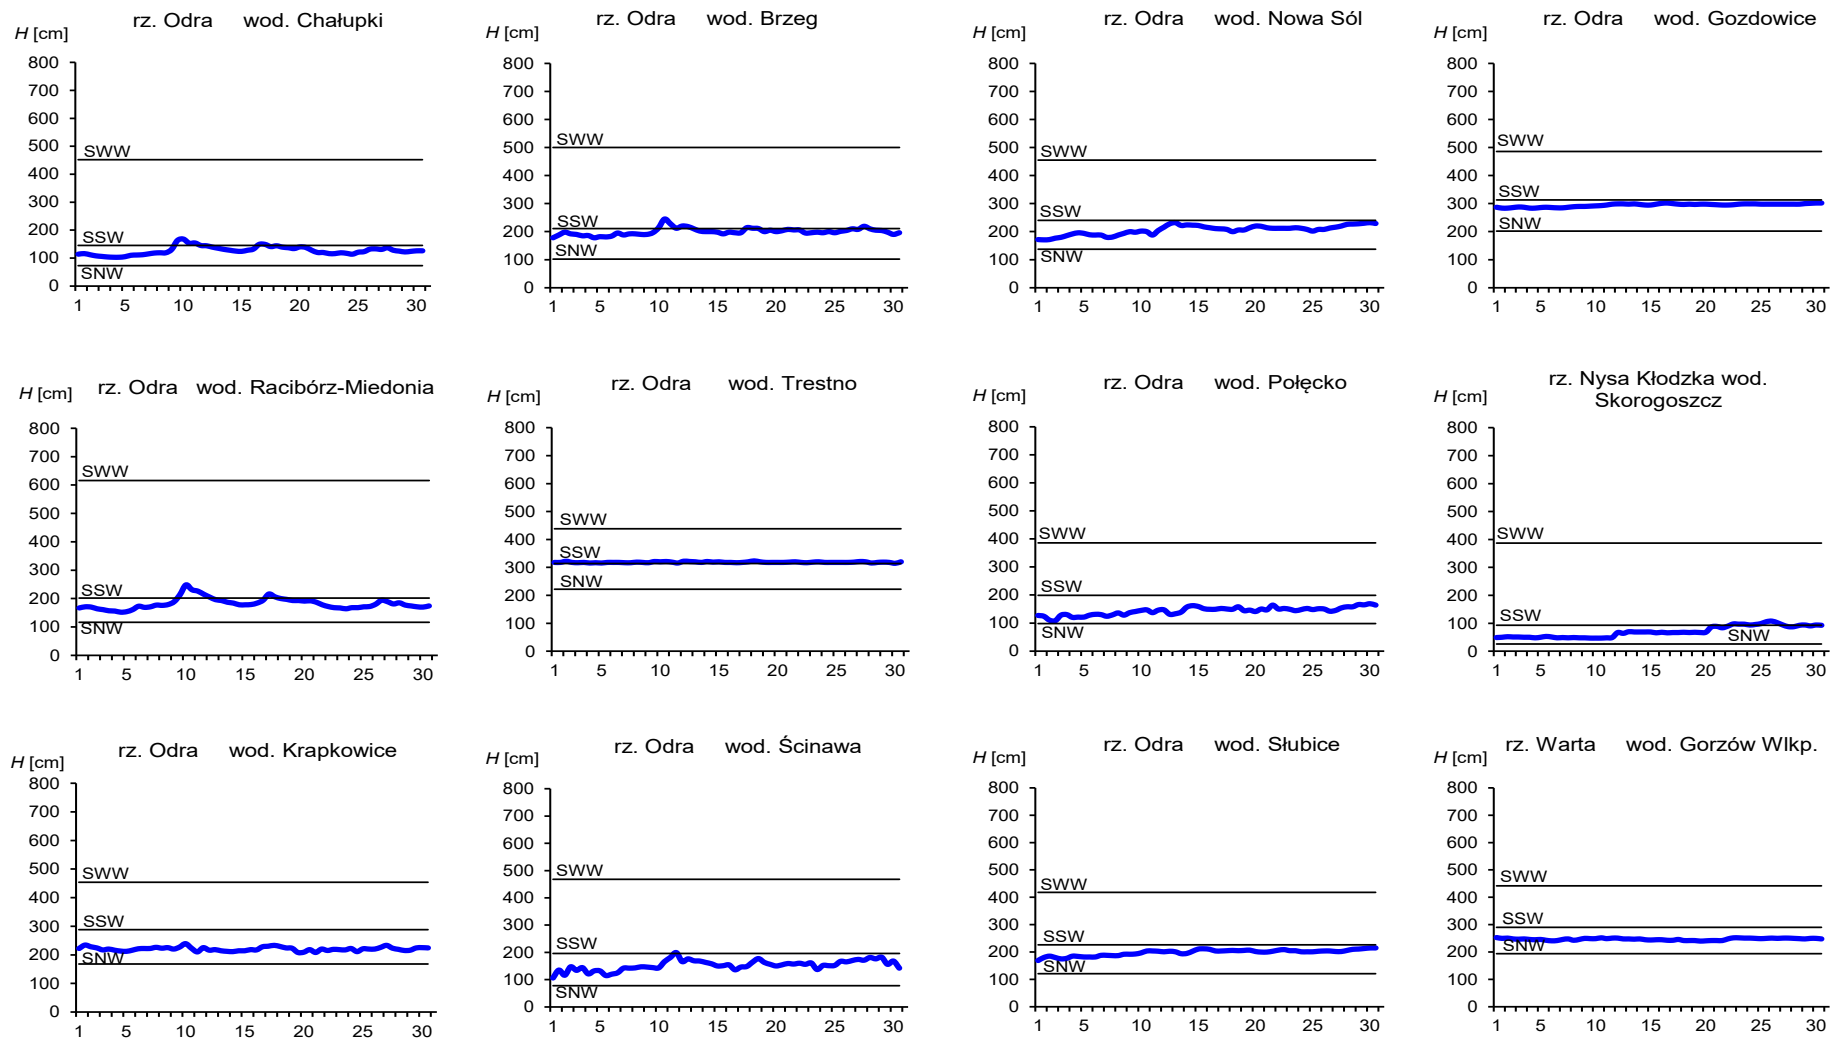 rz. Odra wod. Chałupki
H [cm]
800
700
600
500
400
300
200
100
0
SWW
SSW
SNW
1 5 10 15 20 25 30
rz. Odra wod. Brzeg
H [cm]
800
700
600
500
400
300
200
100
0
SWW
SSW
SNW
1 5 10 15 20 25 30
rz. Odra wod. Nowa Sól
H [cm]
800
700
600
500
400
300
200
100
0
SWW
SSW
SNW
1 5 10 15 20 25 30
rz. Odra wod. Gozdowice
H [cm]
800
700
600
500
400
300
200
100
0
SWW
SSW
SNW
1 5 10 15 20 25 30
rz. Odra wod. Racibórz-Miedonia
H [cm]
800
700
600
500
400
300
200
100
0
SWW
SSW
SNW
1 5 10 15 20 25 30
rz. Odra wod. Trestno
H [cm]
800
700
600
500
400
300
200
100
0
SWW
SSW
SNW
1 5 10 15 20 25 30
rz. Odra wod. Połęcko
H [cm]
800
700
600
500
400
300
200
100
0
SWW
SSW
SNW
1 5 10 15 20 25 30
rz. Nysa Kłodzka wod.
Skorogoszcz
H [cm]
800
700
600
500
400
300
200
100
0
SWW
SSW
SNW
1 5 10 15 20 25 30
rz. Odra wod. Krapkowice
H [cm]
800
700
600
500
400
300
200
100
0
SWW
SSW
SNW
1 5 10 15 20 25 30
rz. Odra wod. Ścinawa
H [cm]
800
700
600
500
400
300
200
100
0
SWW
SSW
SNW
1 5 10 15 20 25 30
rz. Odra wod. Słubice
H [cm]
800
700
600
500
400
300
200
100
0
SWW
SSW
SNW
1 5 10 15 20 25 30
rz. Warta wod. Gorzów Wlkp.
H [cm]
800
700
600
500
400
300
200
100
0
SWW
SSW
SNW
1 5 10 15 20 25 30